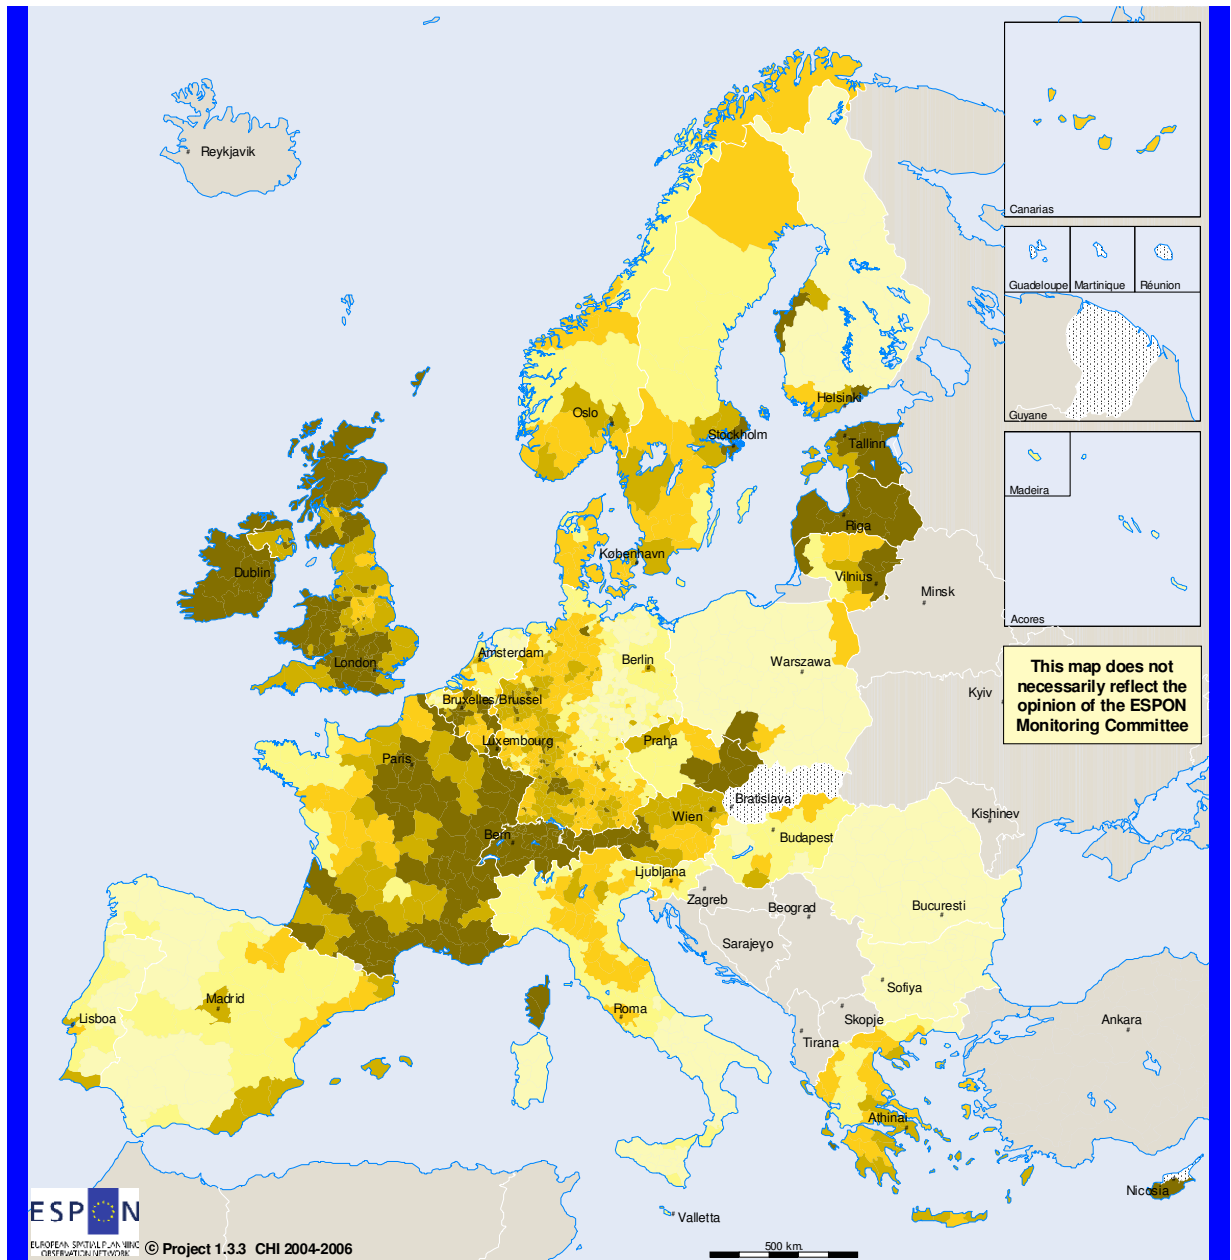 Reykjavik
Canarias
Guadeloupe
Martinique
Réunion
Guyane
Madeira
Acores
This map does not
necessarily reflect the
opinion of the ESPON
Monitoring Committee
Oslo
Helsinki
Stockholm
Tallinn
Riga
København
Vilnius
Minsk
Dublin
London
Amsterdam
Berlin
Warszawa
Bruxelles/Brussel
Kyiv
Luxembourg
Praha
Paris
Bratislava
Kishinev
Wien
Bern
Budapest
Ljubljana
Zagreb
Beograd
Bucuresti
Sarajevo
Madrid
Sofiya
Lisboa
Roma
Skopje
Ankara
Tirana
Athinai
Nicosia
Valletta
ESPON
EUROPEAN SPATIAL PLANNING
OBSERVATION NETWORK
© Project 1.3.3 CHI 2004-2006
500 km.